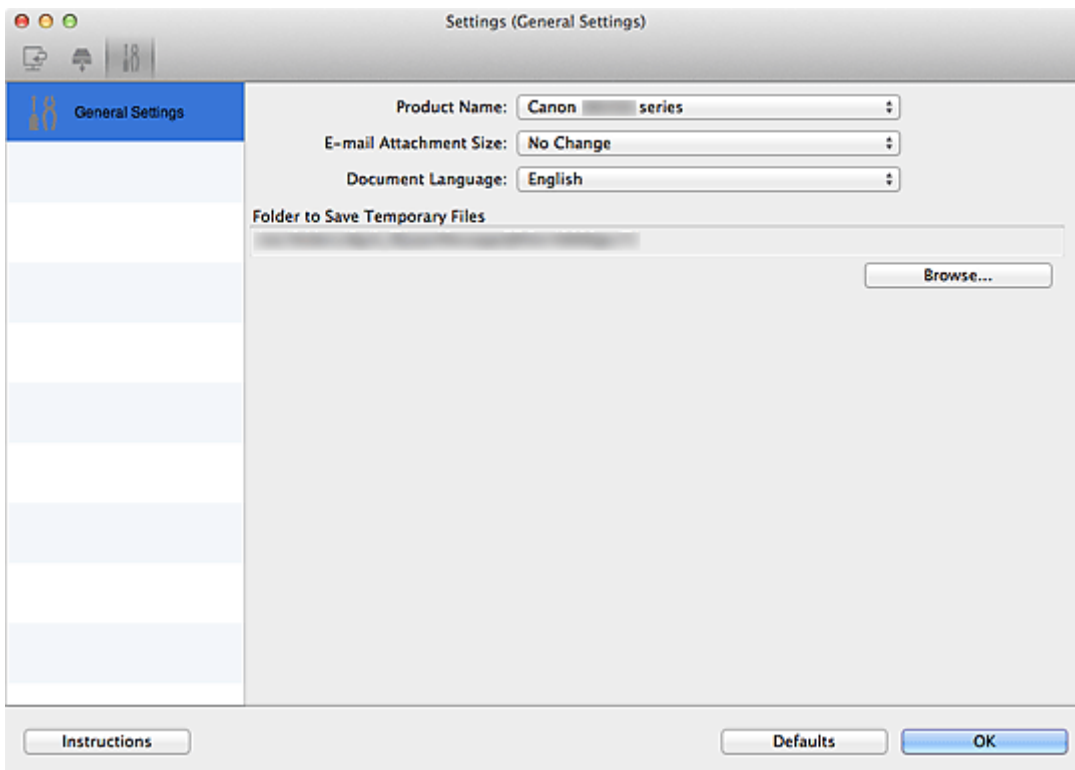 Settings (General Settings)
General Settings
Product Name: Canon series
E-mail Attachment Size: No Change
Document Language: English
Folder to Save Temporary Files
Browse...
Instructions
Defaults
OK